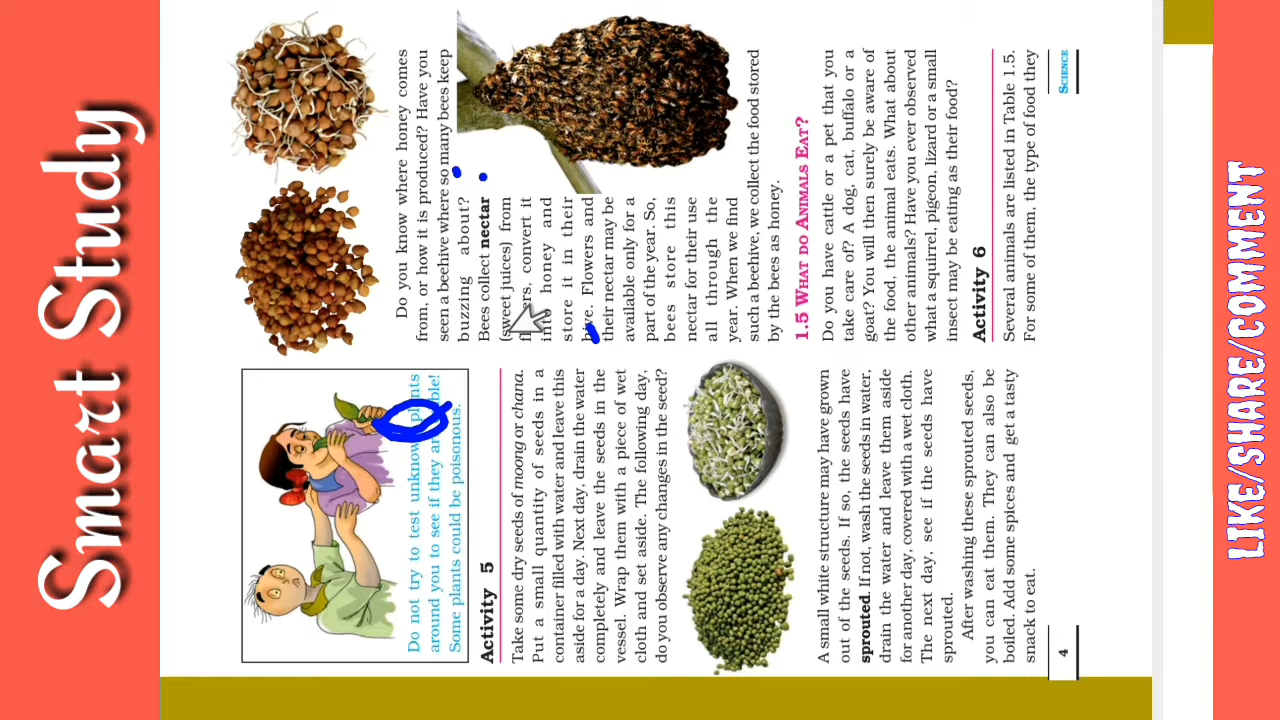 Smart Study
Do not try to test unknown plants
around you to see if they are
Some plants could be poisonous.
Activity 5
Take some dry seeds of moong or chana.
Put a small quantity of seeds in a
container filled with water and leave this
aside for a day. Next day, drain the water
completely and leave the seeds in the
vessel. Wrap them with a piece of wet
cloth and set aside. The following day,
do you observe any changes in the seed?
A small white structure may have grown
out of the seeds. If so, the seeds have
sprouted. If not, wash the seeds in water,
drain the water and leave them aside
for another day, covered with a wet cloth.
The next day, see if the seeds have
sprouted.
After washing these sprouted seeds,
you can eat them. They can also be
boiled. Add some spices and get a tasty
snack to eat.
4
Do you know where honey comes
from, or how it is produced? Have you
seen a beehive where so many bees keep
buzzing about?
Bees collect nectar
(sweet juices) from
convert it
into honey and
store it in their
hive. Flowers and
their nectar may be
available only for a
part of the year. So,
bees store this
nectar for their use
all through the
year. When we find
such a beehive, we collect the food stored
by the bees as honey.
1.5 WHAT DO ANIMALS EAT?
Do you have cattle or a pet that you
take care of? A dog, cat, buffalo or a
goat? You will then surely be aware of
the food, the animal eats. What about
other animals? Have you ever observed
what a squirrel, pigeon, lizard or a small
insect may be eating as their food?
Activity 6
Several animals are listed in Table 1.5.
For some of them, the type of food they
SCIENCE
LIKE/SHARE/COMMENT